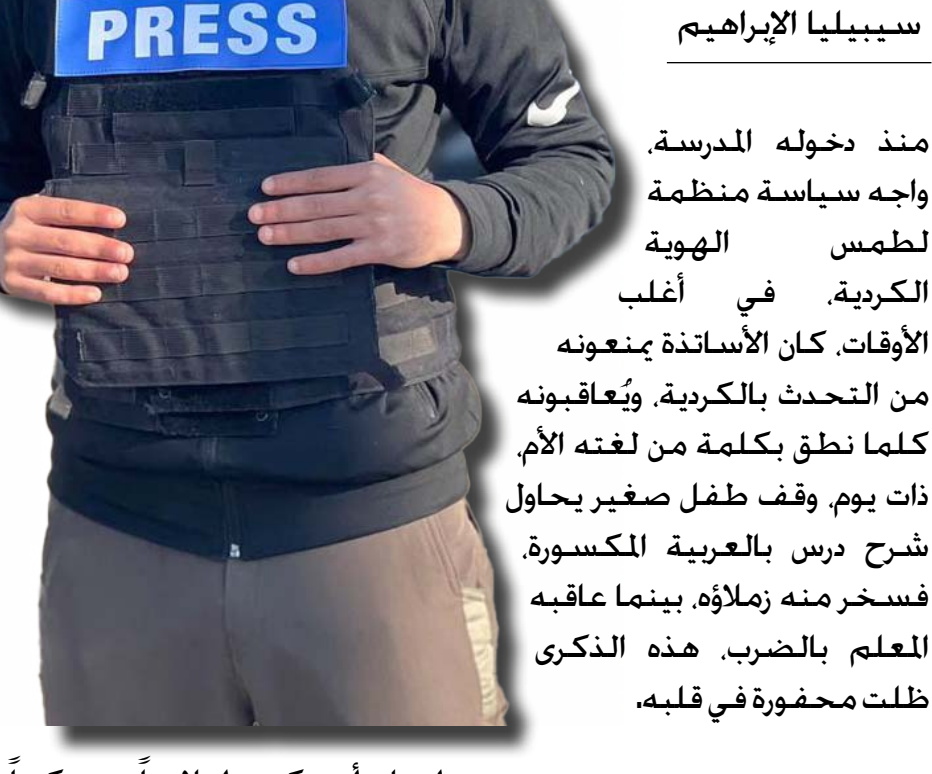 PRESS
سيبيليا الإبراهيم
منذ دخوله المدرسة،
واجه سياسة منظمة
لطمس الهوية
الكردية، في أغلب
الأوقات، كان الأساتذة يمنعونه
من التحدث بالكردية، ويُعاقبونه
كلما نطق بكلمة من لغته الأم،
ذات يوم، وقف طفل صغير يحاول
شرح درس بالعربية المكسورة،
فسخر منه زملاؤه، بينما عاقبه
المعلم بالضرب، هذه الذكرى
ظلت محفورة في قلبه.